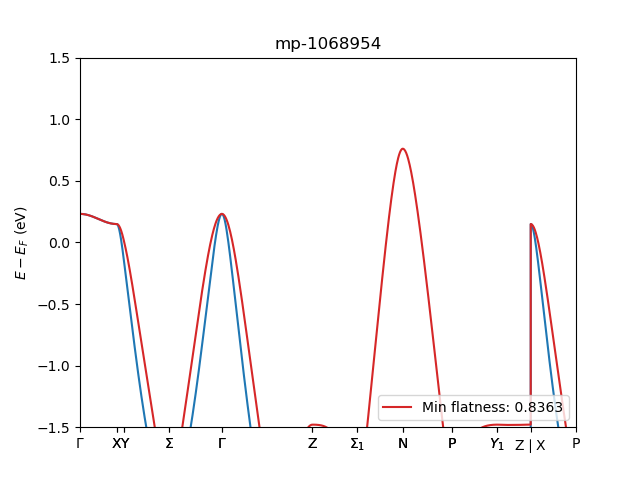 mp-1068954
E − E_F (eV)
1.5
1.0
0.5
0.0
−0.5
−1.0
−1.5
Min flatness: 0.8363
Γ XY Σ Γ Z Σ₁ N P Y₁ Z | X P